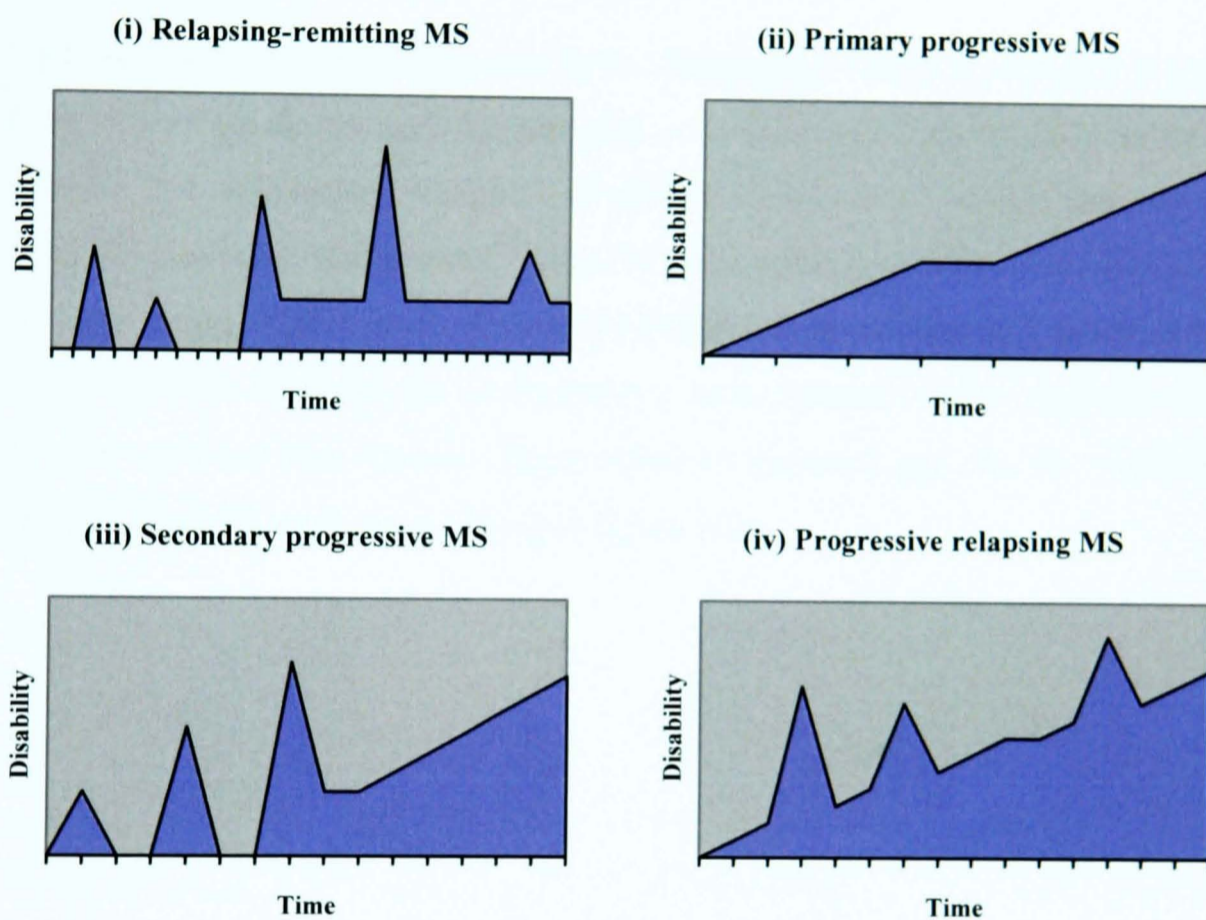 (i) Relapsing-remitting MS
Disability
Time
(ii) Primary progressive MS
Disability
Time
(iii) Secondary progressive MS
Disability
Time
(iv) Progressive relapsing MS
Disability
Time